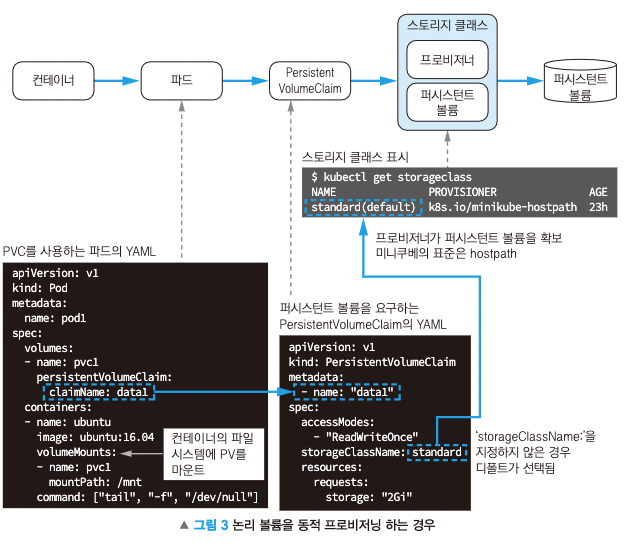 스토리지 클래스
컨테이너
파드
Persistent
VolumeClaim
프로비저너
퍼시스턴트
볼륨
퍼시스턴트
볼륨
스토리지 클래스 표시
$ kubectl get storageclass
NAME PROVISIONER AGE
standard(default) k8s.io/minikube-hostpath 23h
프로비저너가 퍼시스턴트 볼륨을 확보
미니쿠베의 표준은 hostpath
PVC를 사용하는 파드의 YAML
apiVersion: v1
kind: Pod
metadata:
  name: pod1
spec:
  volumes:
  - name: pvc1
    persistentVolumeClaim:
      claimName: data1
  containers:
  - name: ubuntu
    image: ubuntu:16.04
    volumeMounts:
    - name: pvc1
      mountPath: /mnt
    command: ["tail", "-f", "/dev/null"]
컨테이너의 파일
시스템에 PV를
마운트
퍼시스턴트 볼륨을 요구하는
PersistentVolumeClaim의 YAML
apiVersion: v1
kind: PersistentVolumeClaim
metadata:
  - name: "data1"
spec:
  accessModes:
    - "ReadWriteOnce"
  storageClassName: standard
  resources:
    requests:
      storage: "2Gi"
'storageClassName:'을
지정하지 않은 경우
디폴트가 선택됨
▲ 그림 3 논리 볼륨을 동적 프로비저닝 하는 경우